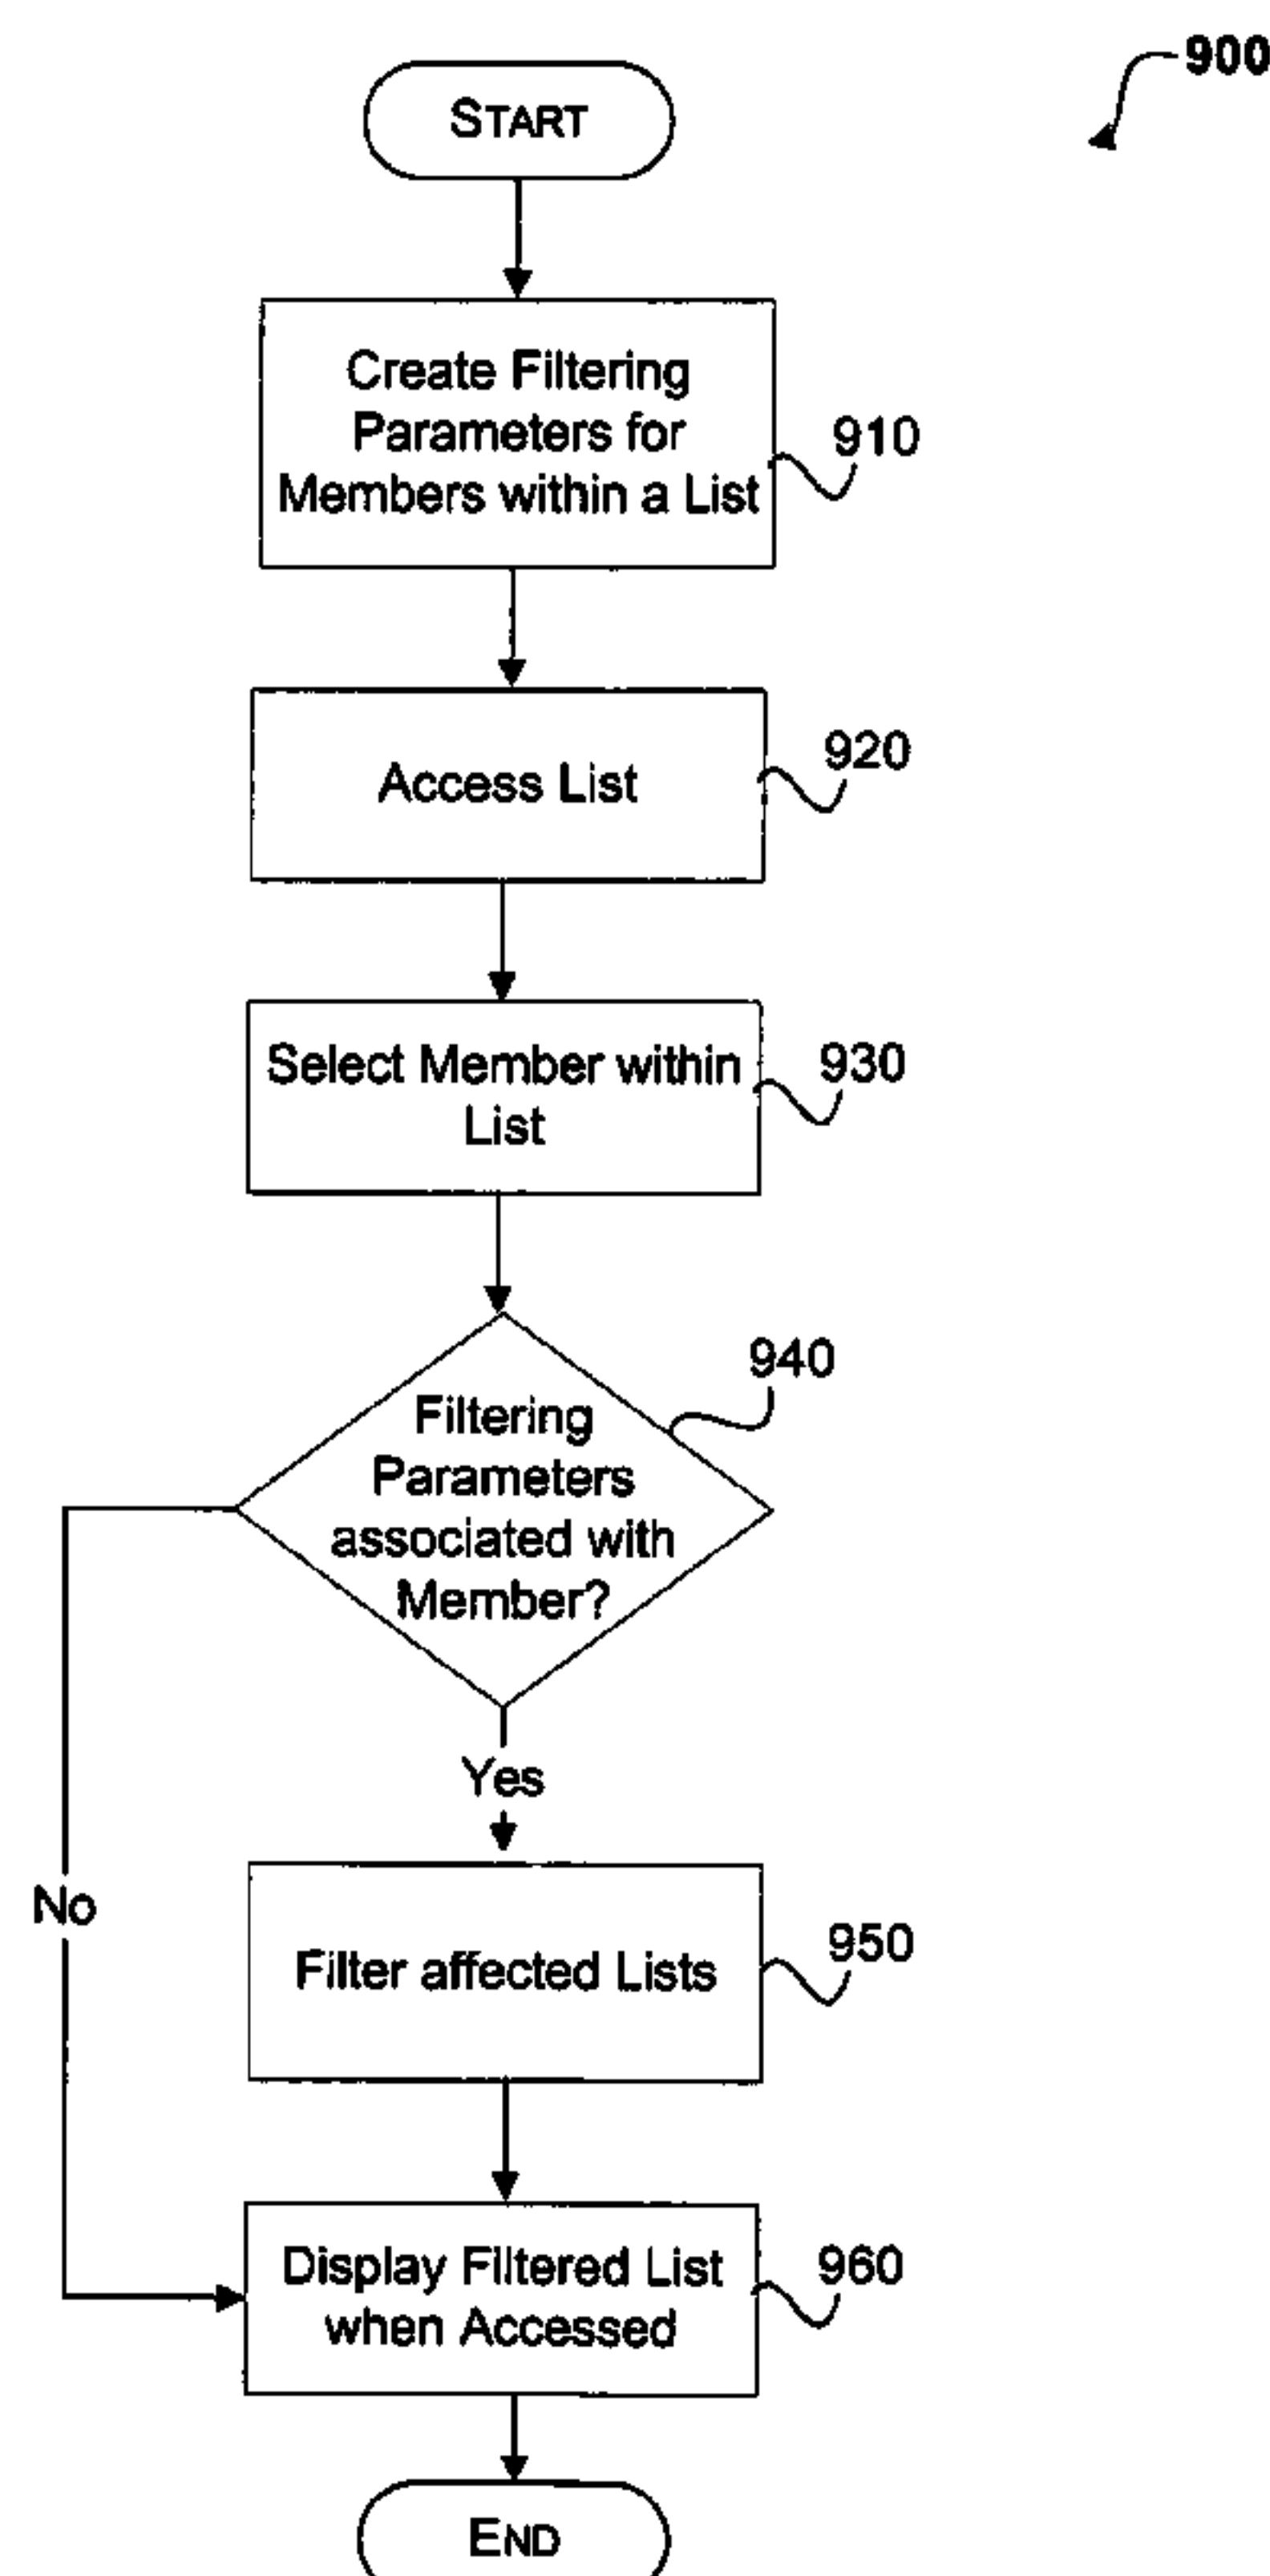 900
START
Create Filtering
Parameters for
Members within a List
910
Access List
920
Select Member within
List
930
940
Filtering
Parameters
associated with
Member?
Yes
No
Filter affected Lists
950
Display Filtered List
when Accessed
960
END